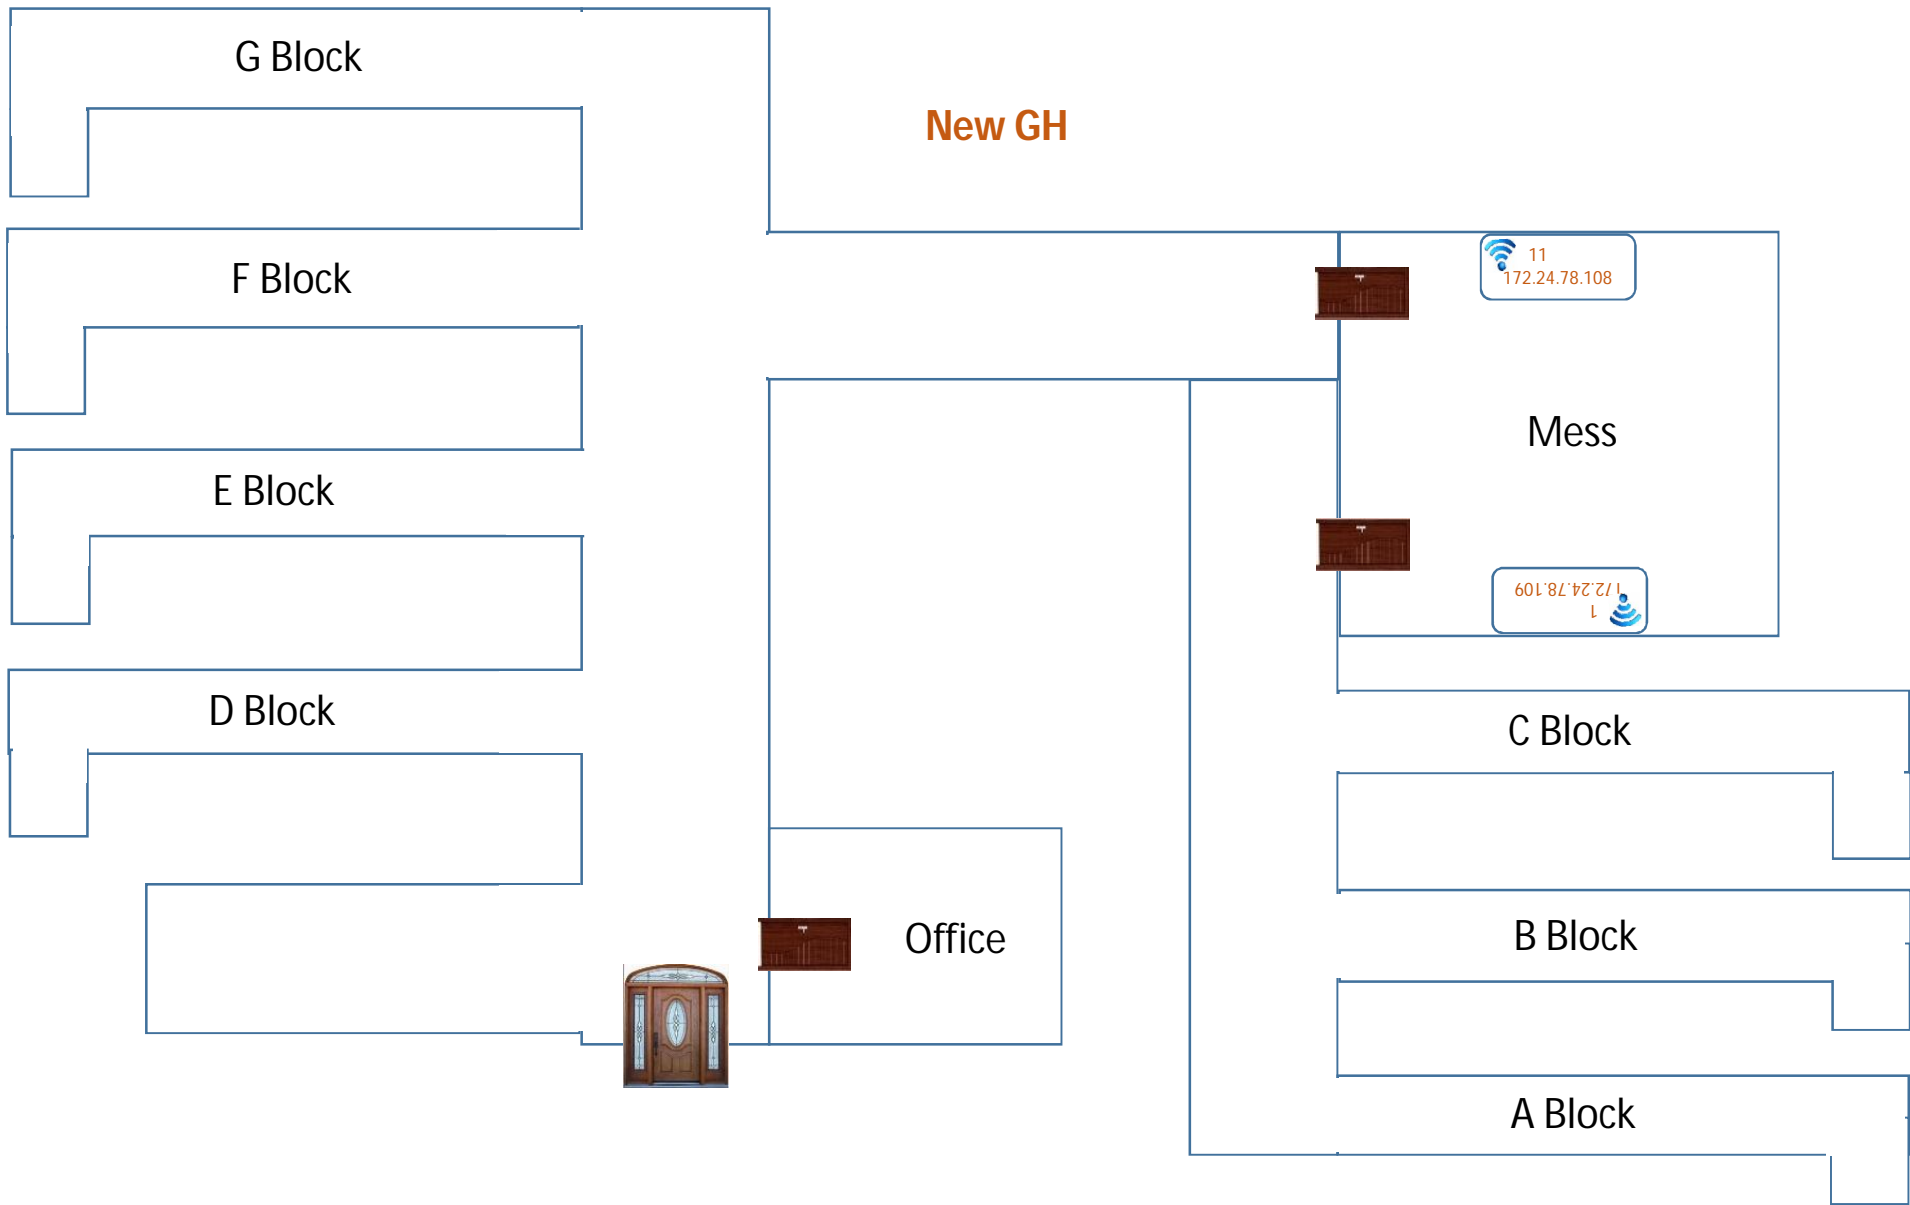 G Block
New GH
F Block
11
172.24.78.108
Mess
E Block
172.24.78.109
1
D Block
C Block
Office
B Block
A Block